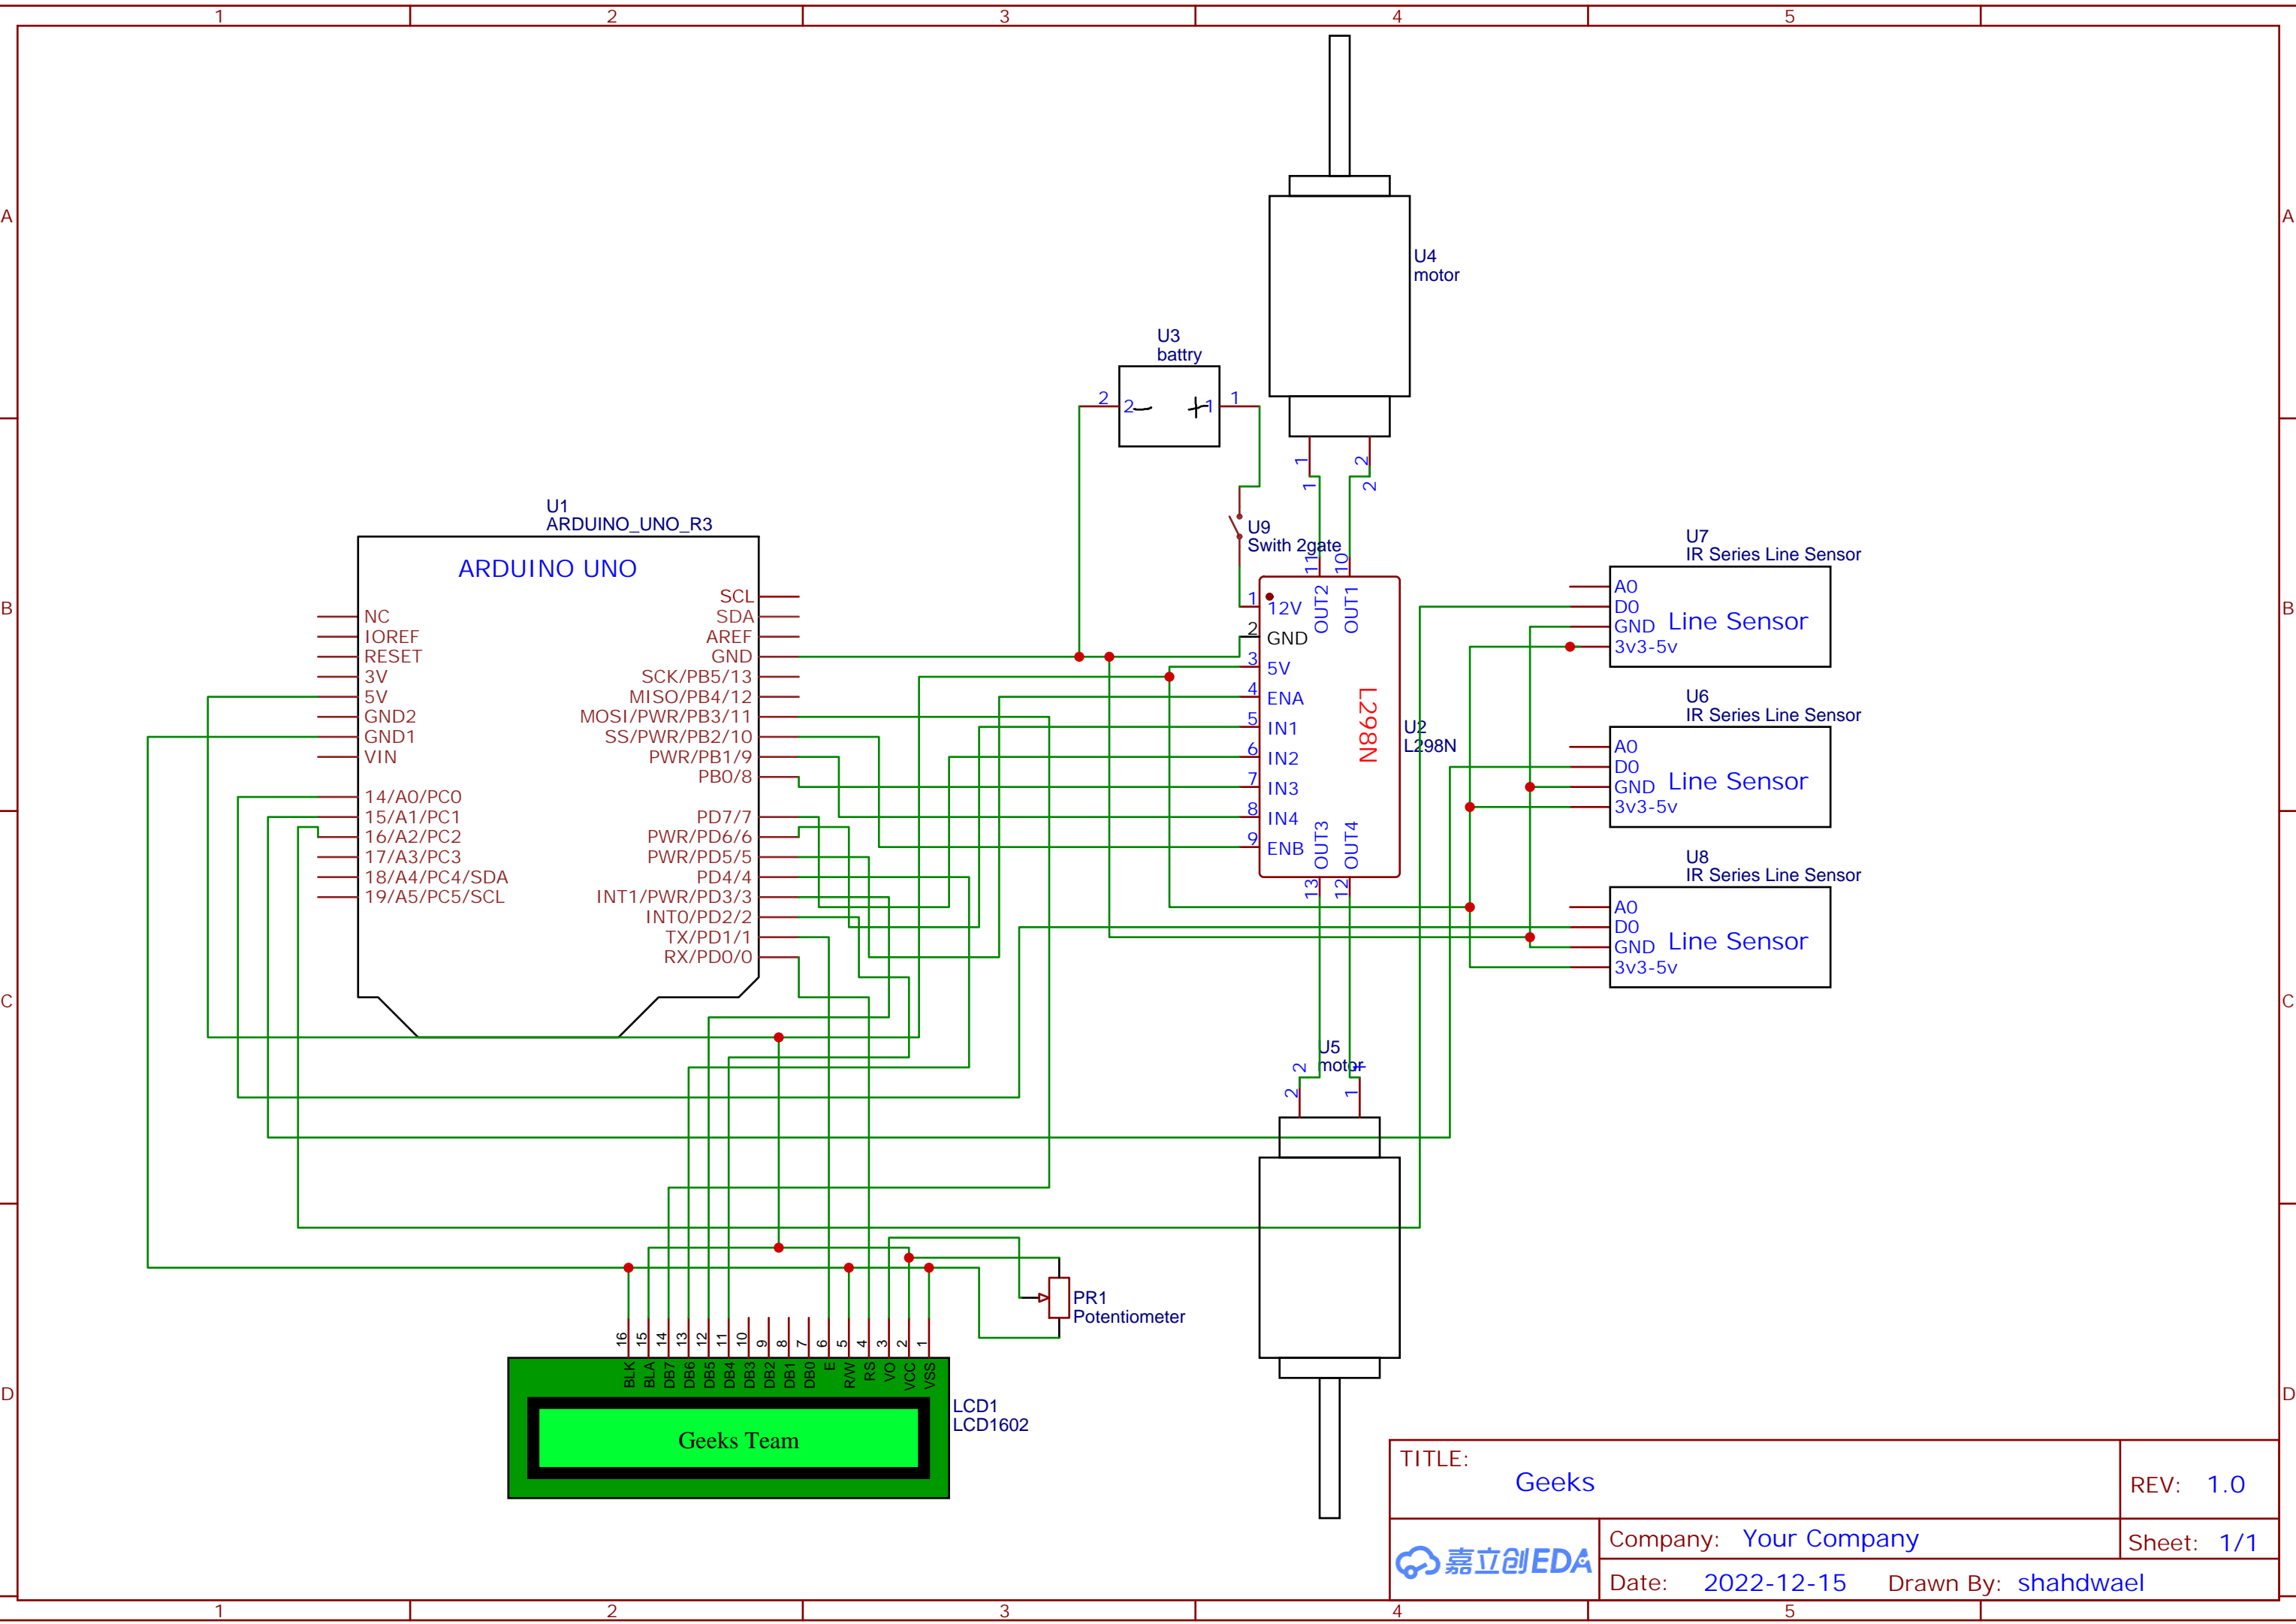 1 2 3 4 5
A A
B B
C C
D D
U4
motor
U3
battry
2 2 1 1
1 2
1 2
U9
Swith 2gate
U1
ARDUINO_UNO_R3
ARDUINO UNO
NC
IOREF
RESET
3V
5V
GND2
GND1
VIN
14/A0/PC0
15/A1/PC1
16/A2/PC2
17/A3/PC3
18/A4/PC4/SDA
19/A5/PC5/SCL
SCL
SDA
AREF
GND
SCK/PB5/13
MISO/PB4/12
MOSI/PWR/PB3/11
SS/PWR/PB2/10
PWR/PB1/9
PB0/8
PD7/7
PWR/PD6/6
PWR/PD5/5
PD4/4
INT1/PWR/PD3/3
INT0/PD2/2
TX/PD1/1
RX/PD0/0
11 10
OUT2 OUT1
1 12V
2 GND
3 5V
4 ENA
5 IN1
6 IN2
7 IN3
8 IN4
9 ENB
L298N
U2
L298N
OUT3 OUT4
13 12
U7
IR Series Line Sensor
A0
D0
GND
3v3-5v
Line Sensor
U6
IR Series Line Sensor
A0
D0
GND
3v3-5v
Line Sensor
U8
IR Series Line Sensor
A0
D0
GND
3v3-5v
Line Sensor
U5
motor
2 1
2 1
PR1
Potentiometer
16 15 14 13 12 11 10 9 8 7 6 5 4 3 2 1
BLK BLA DB7 DB6 DB5 DB4 DB3 DB2 DB1 DB0 E R/W RS VO VCC VSS
Geeks Team
LCD1
LCD1602
TITLE:
Geeks
REV: 1.0
嘉立创EDA
Company: Your Company
Sheet: 1/1
Date: 2022-12-15 Drawn By: shahdwael
1 2 3 4 5